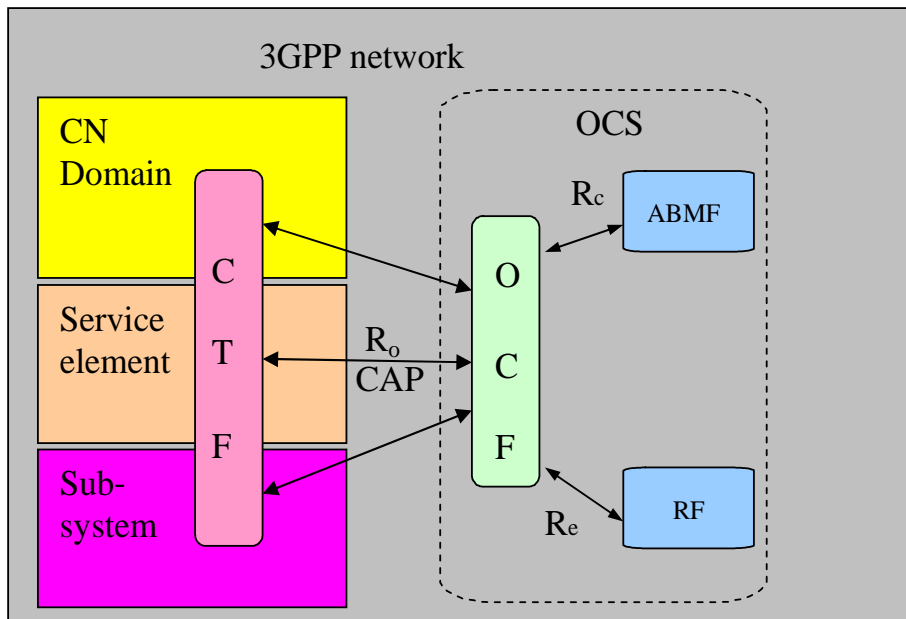 3GPP network
CN
Domain
Service
element
Sub-
system
C
T
F
Ro
CAP
OCS
O
C
F
Rc
ABMF
Re
RF